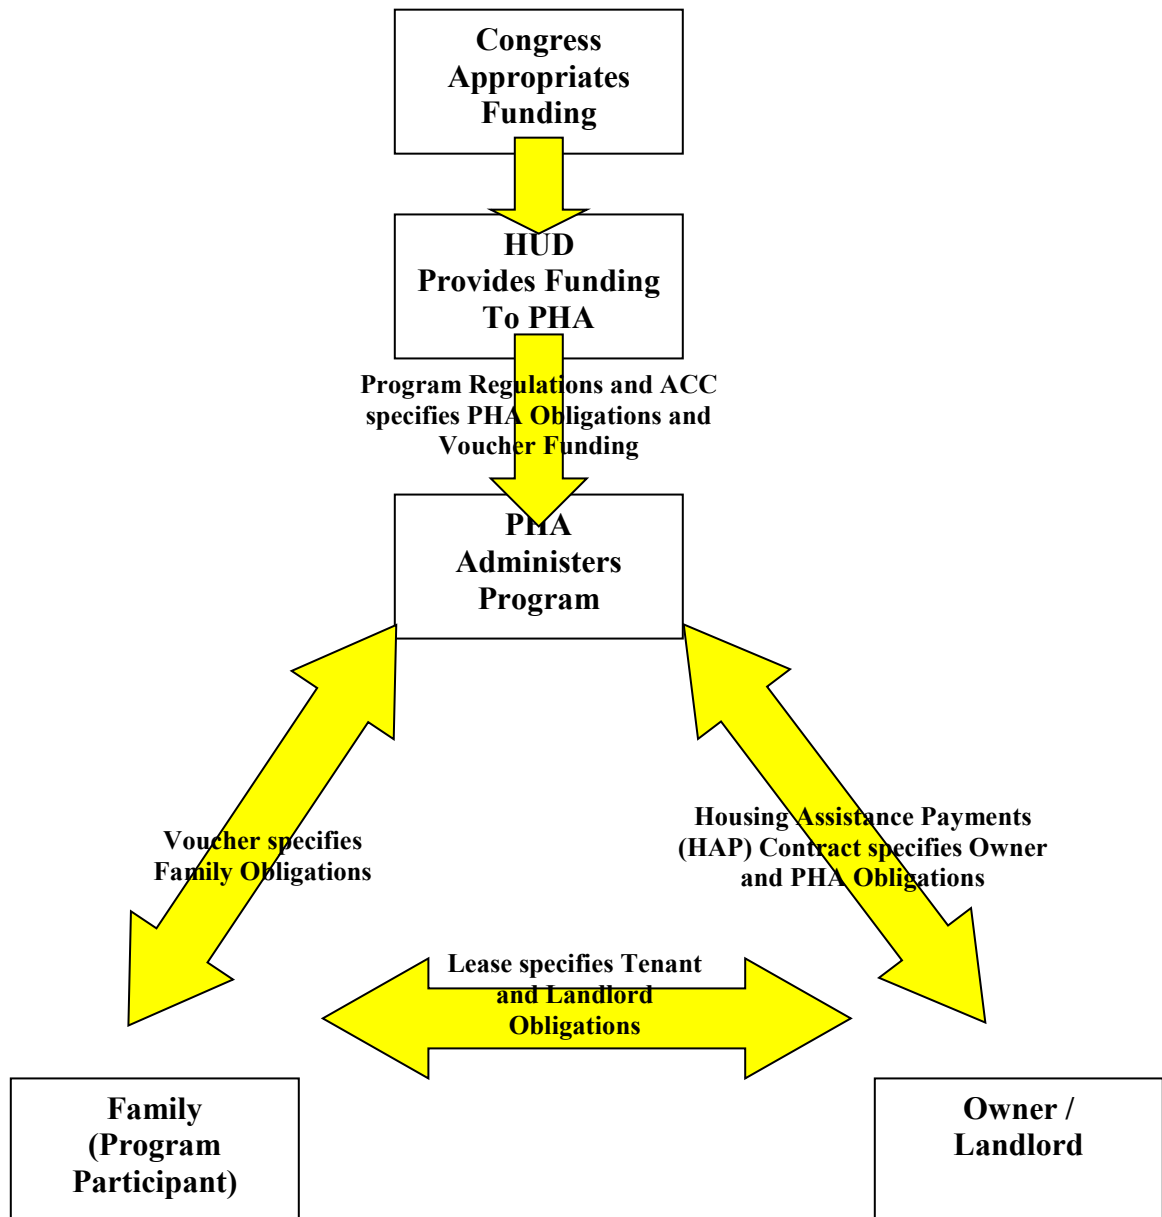 Congress
Appropriates
Funding
HUD
Provides Funding
To PHA
Program Regulations and ACC
specifies PHA Obligations and
Voucher Funding
PHA
Administers
Program
Voucher specifies
Family Obligations
Housing Assistance Payments
(HAP) Contract specifies Owner
and PHA Obligations
Lease specifies Tenant
and Landlord
Obligations
Family
(Program
Participant)
Owner /
Landlord